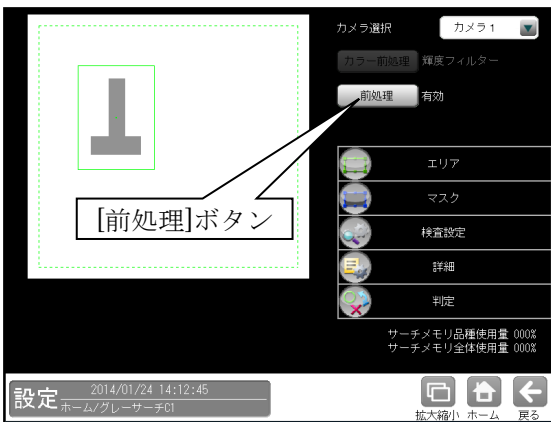 カメラ選択 カメラ1
カラー前処理 輝度フィルター
前処理 有効
[前処理]ボタン
エリア
マスク
検査設定
詳細
判定
サーチメモリ品種使用量 000%
サーチメモリ全体使用量 000%
設定 2014/01/24 14:12:45
ホーム/グレーサーチC1
拡大縮小 ホーム 戻る